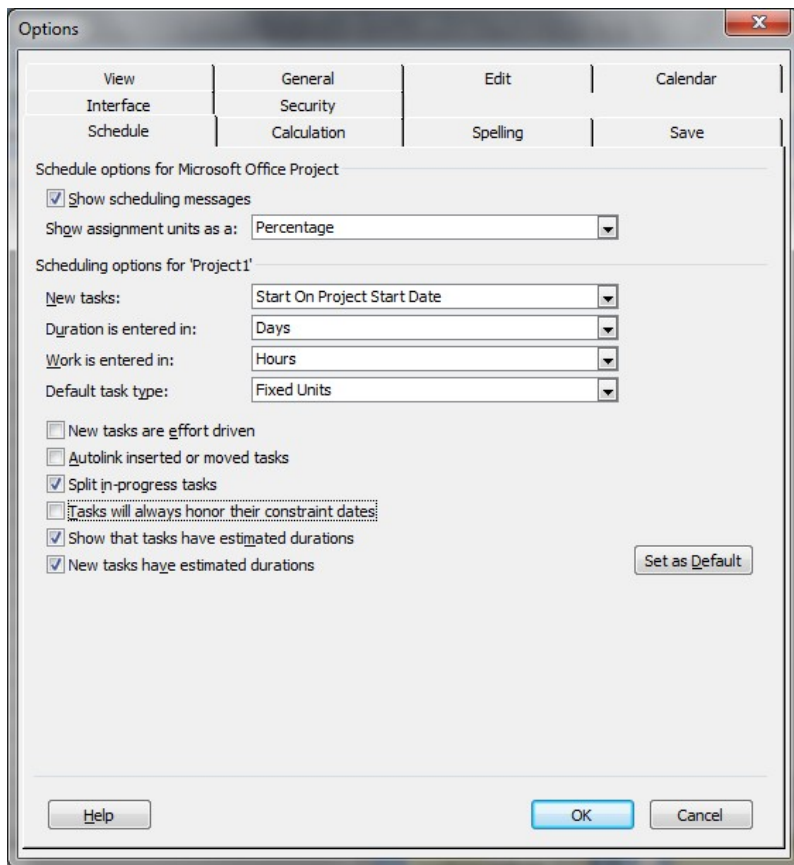 Options
View General Edit Calendar
Interface Security
Schedule Calculation Spelling Save
Schedule options for Microsoft Office Project
Show scheduling messages
Show assignment units as a: Percentage
Scheduling options for 'Project1'
New tasks: Start On Project Start Date
Duration is entered in: Days
Work is entered in: Hours
Default task type: Fixed Units
New tasks are effort driven
Autolink inserted or moved tasks
Split in-progress tasks
Tasks will always honor their constraint dates
Show that tasks have estimated durations
New tasks have estimated durations
Set as Default
Help OK Cancel